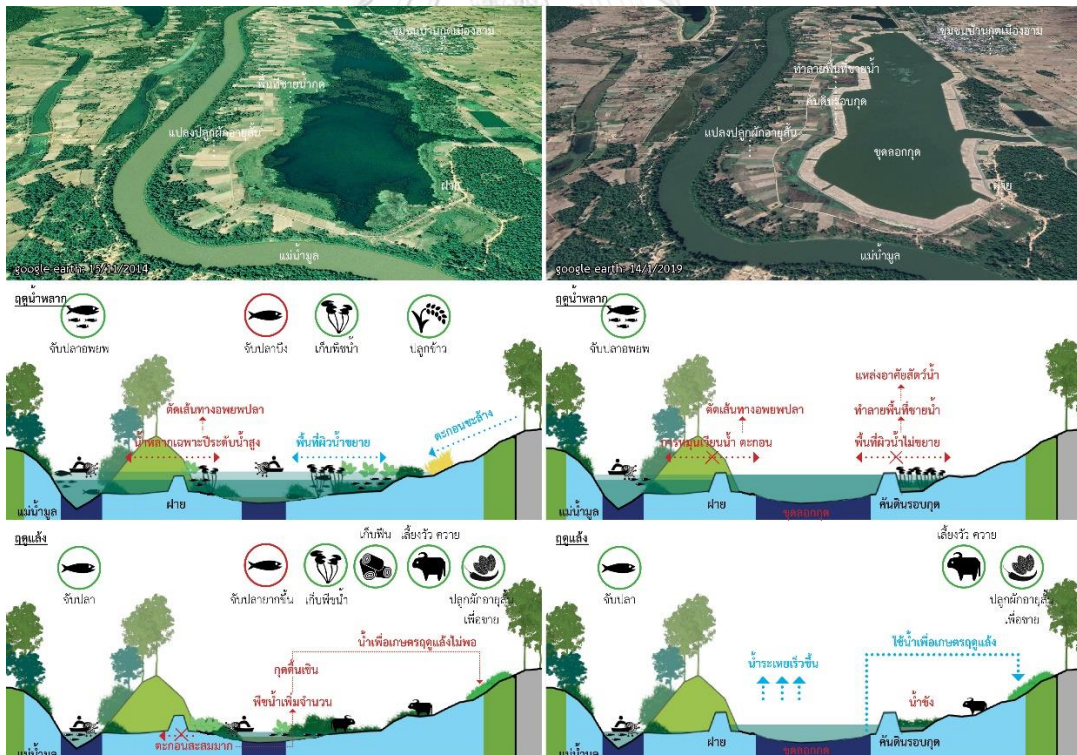 ชุมชนบ้านกุดเมืองฮาม
พื้นที่ชายน้ำกุด
แปลงปลูกผักอายุสั้น
ฝาย
แม่น้ำมูล
google earth: 15/11/2014
ชุมชนบ้านกุดเมืองฮาม
ทำลายพื้นที่ชายน้ำ
คันดินรอบกุด
แปลงปลูกผักอายุสั้น
ขุดลอกกุด
ฝาย
แม่น้ำมูล
google earth: 14/1/2019
ฤดูน้ำหลาก
จับปลาอพยพ
จับปลาบึง
เก็บพืชน้ำ
ปลูกข้าว
ตัดเส้นทางอพยพปลา
น้ำหลากเฉพาะปีระดับน้ำสูง
พื้นที่ผิวน้ำขยาย
ตะกอนชะล้าง
แม่น้ำมูล
ฝาย
ฤดูน้ำหลาก
จับปลาอพยพ
แหล่งอาศัยสัตว์น้ำ
ตัดเส้นทางอพยพปลา
ทำลายพื้นที่ชายน้ำ
การหมุนเวียนน้ำ ตะกอน
พื้นที่ผิวน้ำไม่ขยาย
แม่น้ำมูล
ฝาย
ขุดลอกกุด
คันดินรอบกุด
ฤดูแล้ง
เก็บฟืน
เลี้ยงวัว ควาย
จับปลา
จับปลายากขึ้น
เก็บพืชน้ำ
ปลูกผักอายุสั้น
เพื่อขาย
น้ำเพื่อเกษตรฤดูแล้งไม่พอ
กุดตื้นเขิน
พืชน้ำเพิ่มจำนวน
ตะกอนสะสมมาก
แม่น้ำมูล
ฤดูแล้ง
เลี้ยงวัว ควาย
จับปลา
ปลูกผักอายุสั้น
เพื่อขาย
น้ำระเหยเร็วขึ้น
ใช้น้ำเพื่อเกษตรฤดูแล้ง
น้ำขัง
แม่น้ำมูล
ฝาย
ขุดลอกกุด
คันดินรอบกุด